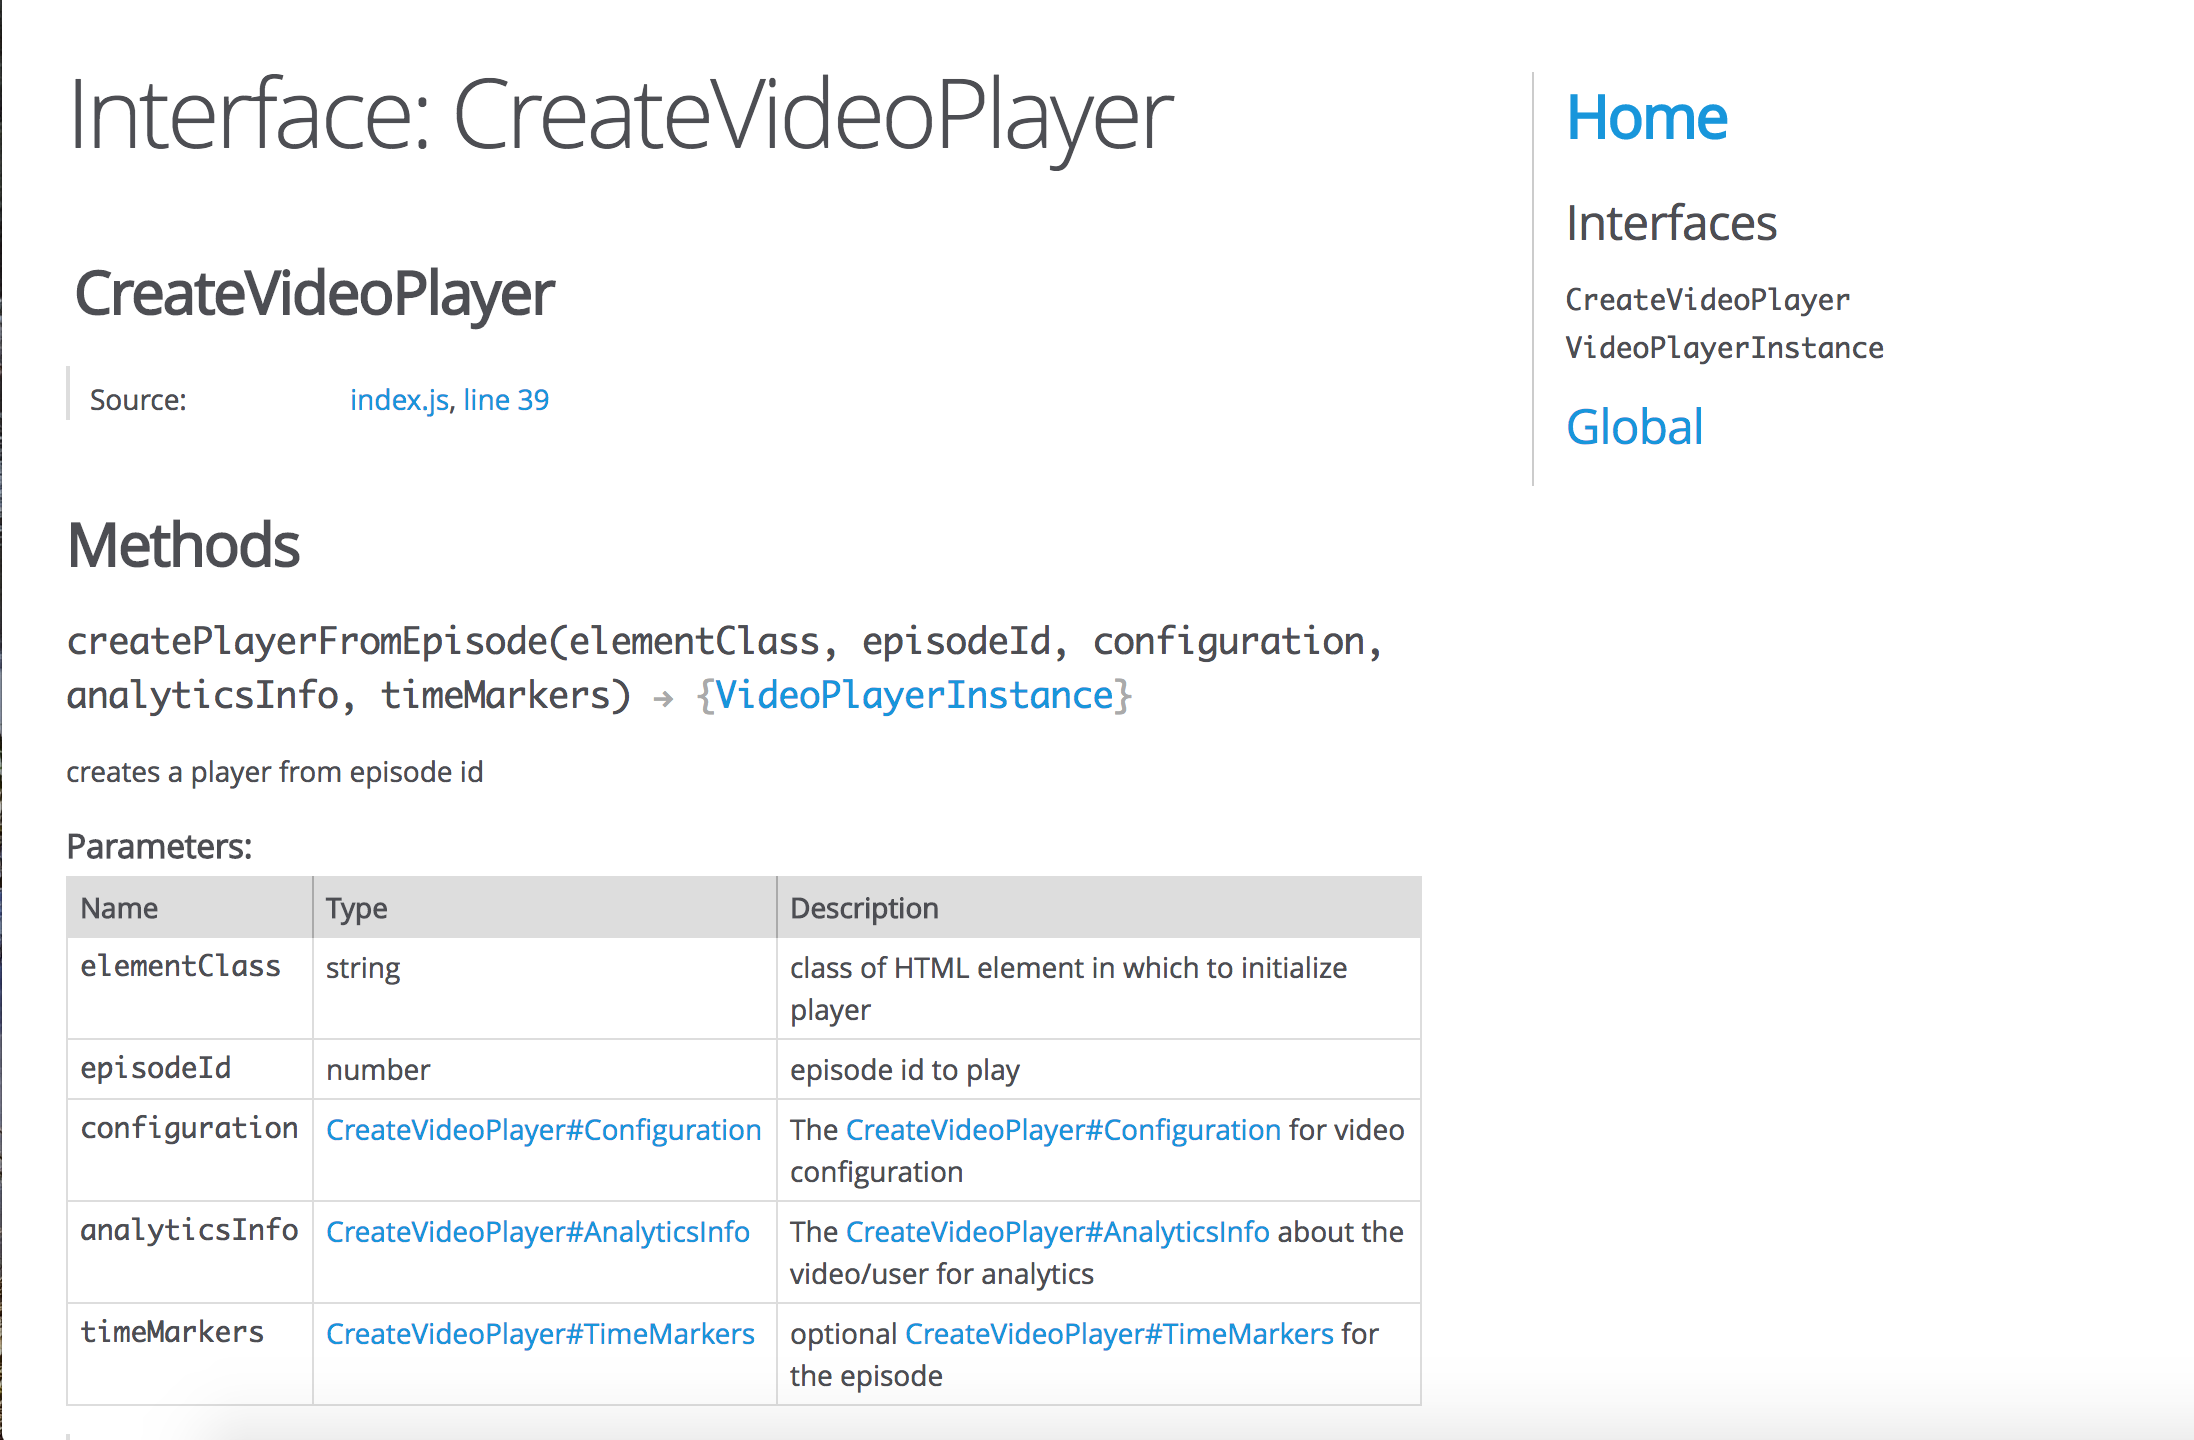 Interface: CreateVideoPlayer
CreateVideoPlayer
Source: index.js, line 39
Methods
createPlayerFromEpisode(elementClass, episodeId, configuration,
analyticsInfo, timeMarkers) → {VideoPlayerInstance}
creates a player from episode id
Parameters:
Name Type Description
elementClass string class of HTML element in which to initialize
player
episodeId number episode id to play
configuration CreateVideoPlayer#Configuration The CreateVideoPlayer#Configuration for video
configuration
analyticsInfo CreateVideoPlayer#AnalyticsInfo The CreateVideoPlayer#AnalyticsInfo about the
video/user for analytics
timeMarkers CreateVideoPlayer#TimeMarkers optional CreateVideoPlayer#TimeMarkers for
the episode
Home
Interfaces
CreateVideoPlayer
VideoPlayerInstance
Global